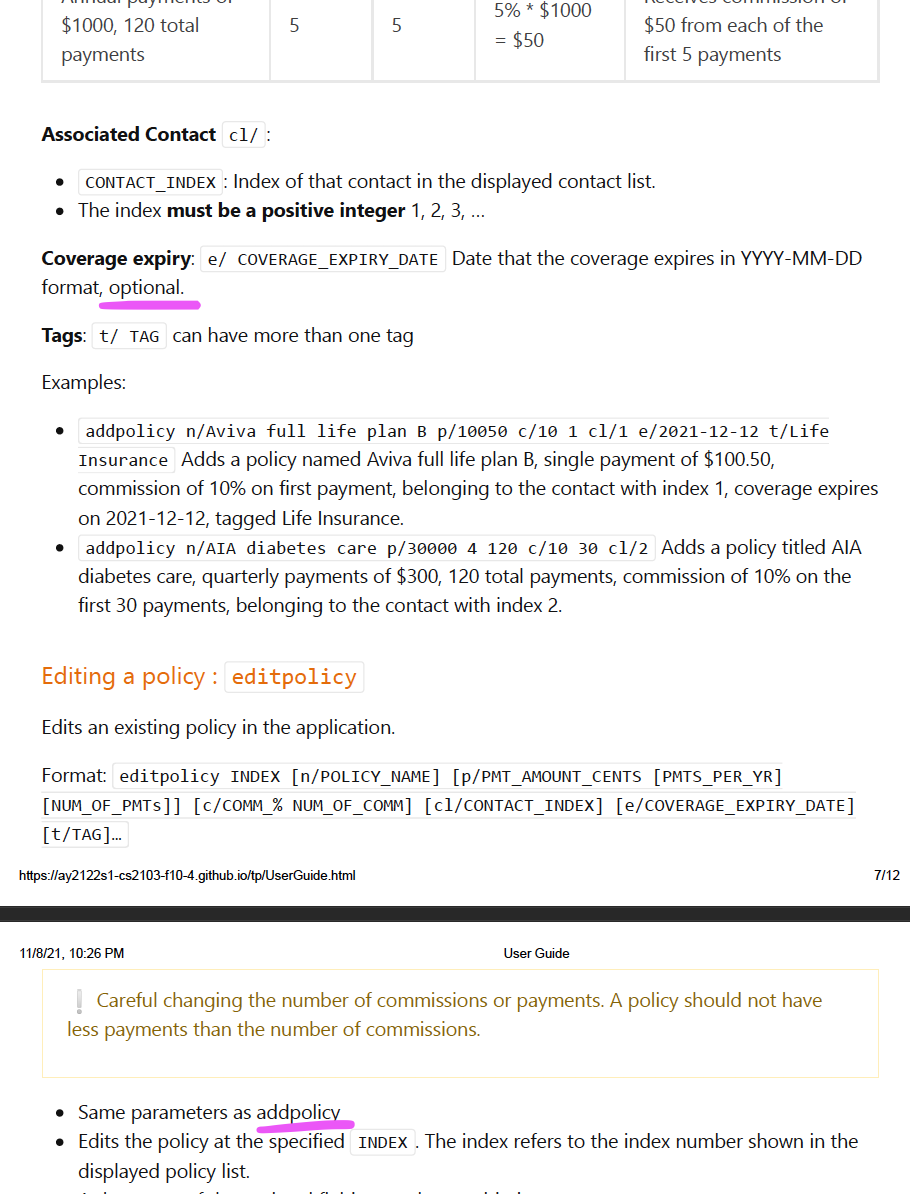 $1000, 120 total
payments
5
5
5% * $1000
= $50
$50 from each of the
first 5 payments
Associated Contact cl/ :
• CONTACT_INDEX : Index of that contact in the displayed contact list.
• The index must be a positive integer 1, 2, 3, …
Coverage expiry: e/ COVERAGE_EXPIRY_DATE Date that the coverage expires in YYYY-MM-DD
format, optional.
Tags: t/ TAG can have more than one tag
Examples:
• addpolicy n/Aviva full life plan B p/10050 c/10 1 cl/1 e/2021-12-12 t/Life
Insurance Adds a policy named Aviva full life plan B, single payment of $100.50,
commission of 10% on first payment, belonging to the contact with index 1, coverage expires
on 2021-12-12, tagged Life Insurance.
• addpolicy n/AIA diabetes care p/30000 4 120 c/10 30 cl/2 Adds a policy titled AIA
diabetes care, quarterly payments of $300, 120 total payments, commission of 10% on the
first 30 payments, belonging to the contact with index 2.
Editing a policy : editpolicy
Edits an existing policy in the application.
Format: editpolicy INDEX [n/POLICY_NAME] [p/PMT_AMOUNT_CENTS [PMTS_PER_YR]
[NUM_OF_PMTs]] [c/COMM_% NUM_OF_COMM] [cl/CONTACT_INDEX] [e/COVERAGE_EXPIRY_DATE]
[t/TAG]…
https://ay2122s1-cs2103-f10-4.github.io/tp/UserGuide.html 7/12
11/8/21, 10:26 PM User Guide
❕ Careful changing the number of commissions or payments. A policy should not have
less payments than the number of commissions.
• Same parameters as addpolicy
• Edits the policy at the specified INDEX . The index refers to the index number shown in the
displayed policy list.